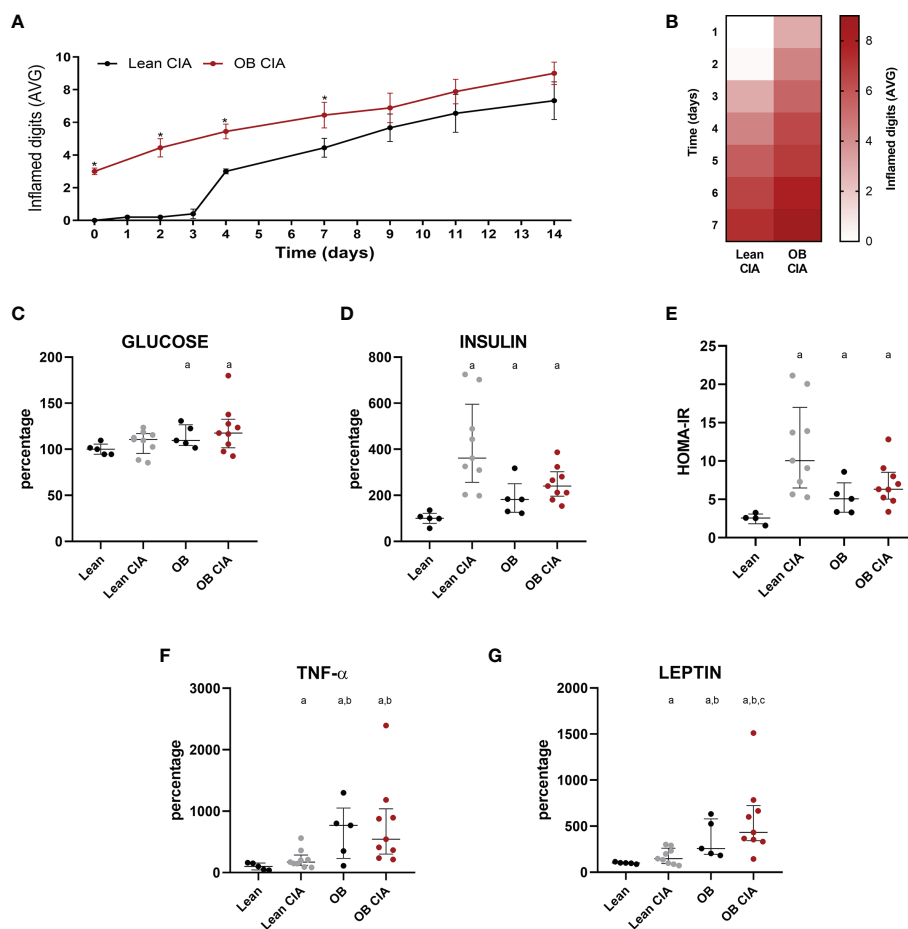 A
Lean CIA OB CIA
Inflamed digits (AVG)
10
8
6
4
2
0
* * * *
0 1 2 3 4 5 6 7 9 8 9 11 10 11 14
Time (days)
B
Time (days)
1
2
3
4
5
6
7
Lean CIA
OB CIA
8
6
4
2
0
Inflamed digits (AVG)
C
GLUCOSE
percentage
200
150
100
50
0
a a
Lean Lean CIA OB OB CIA
D
INSULIN
percentage
800
600
400
200
0
a a a
Lean Lean CIA OB OB CIA
E
HOMA-IR
25
20
15
10
5
0
a a a
Lean Lean CIA OB OB CIA
F
TNF-α
percentage
3000
2000
1000
0
a a,b a,b
Lean Lean CIA OB OB CIA
G
LEPTIN
percentage
2000
1500
1000
500
0
a a,b a,b,c
Lean Lean CIA OB OB CIA